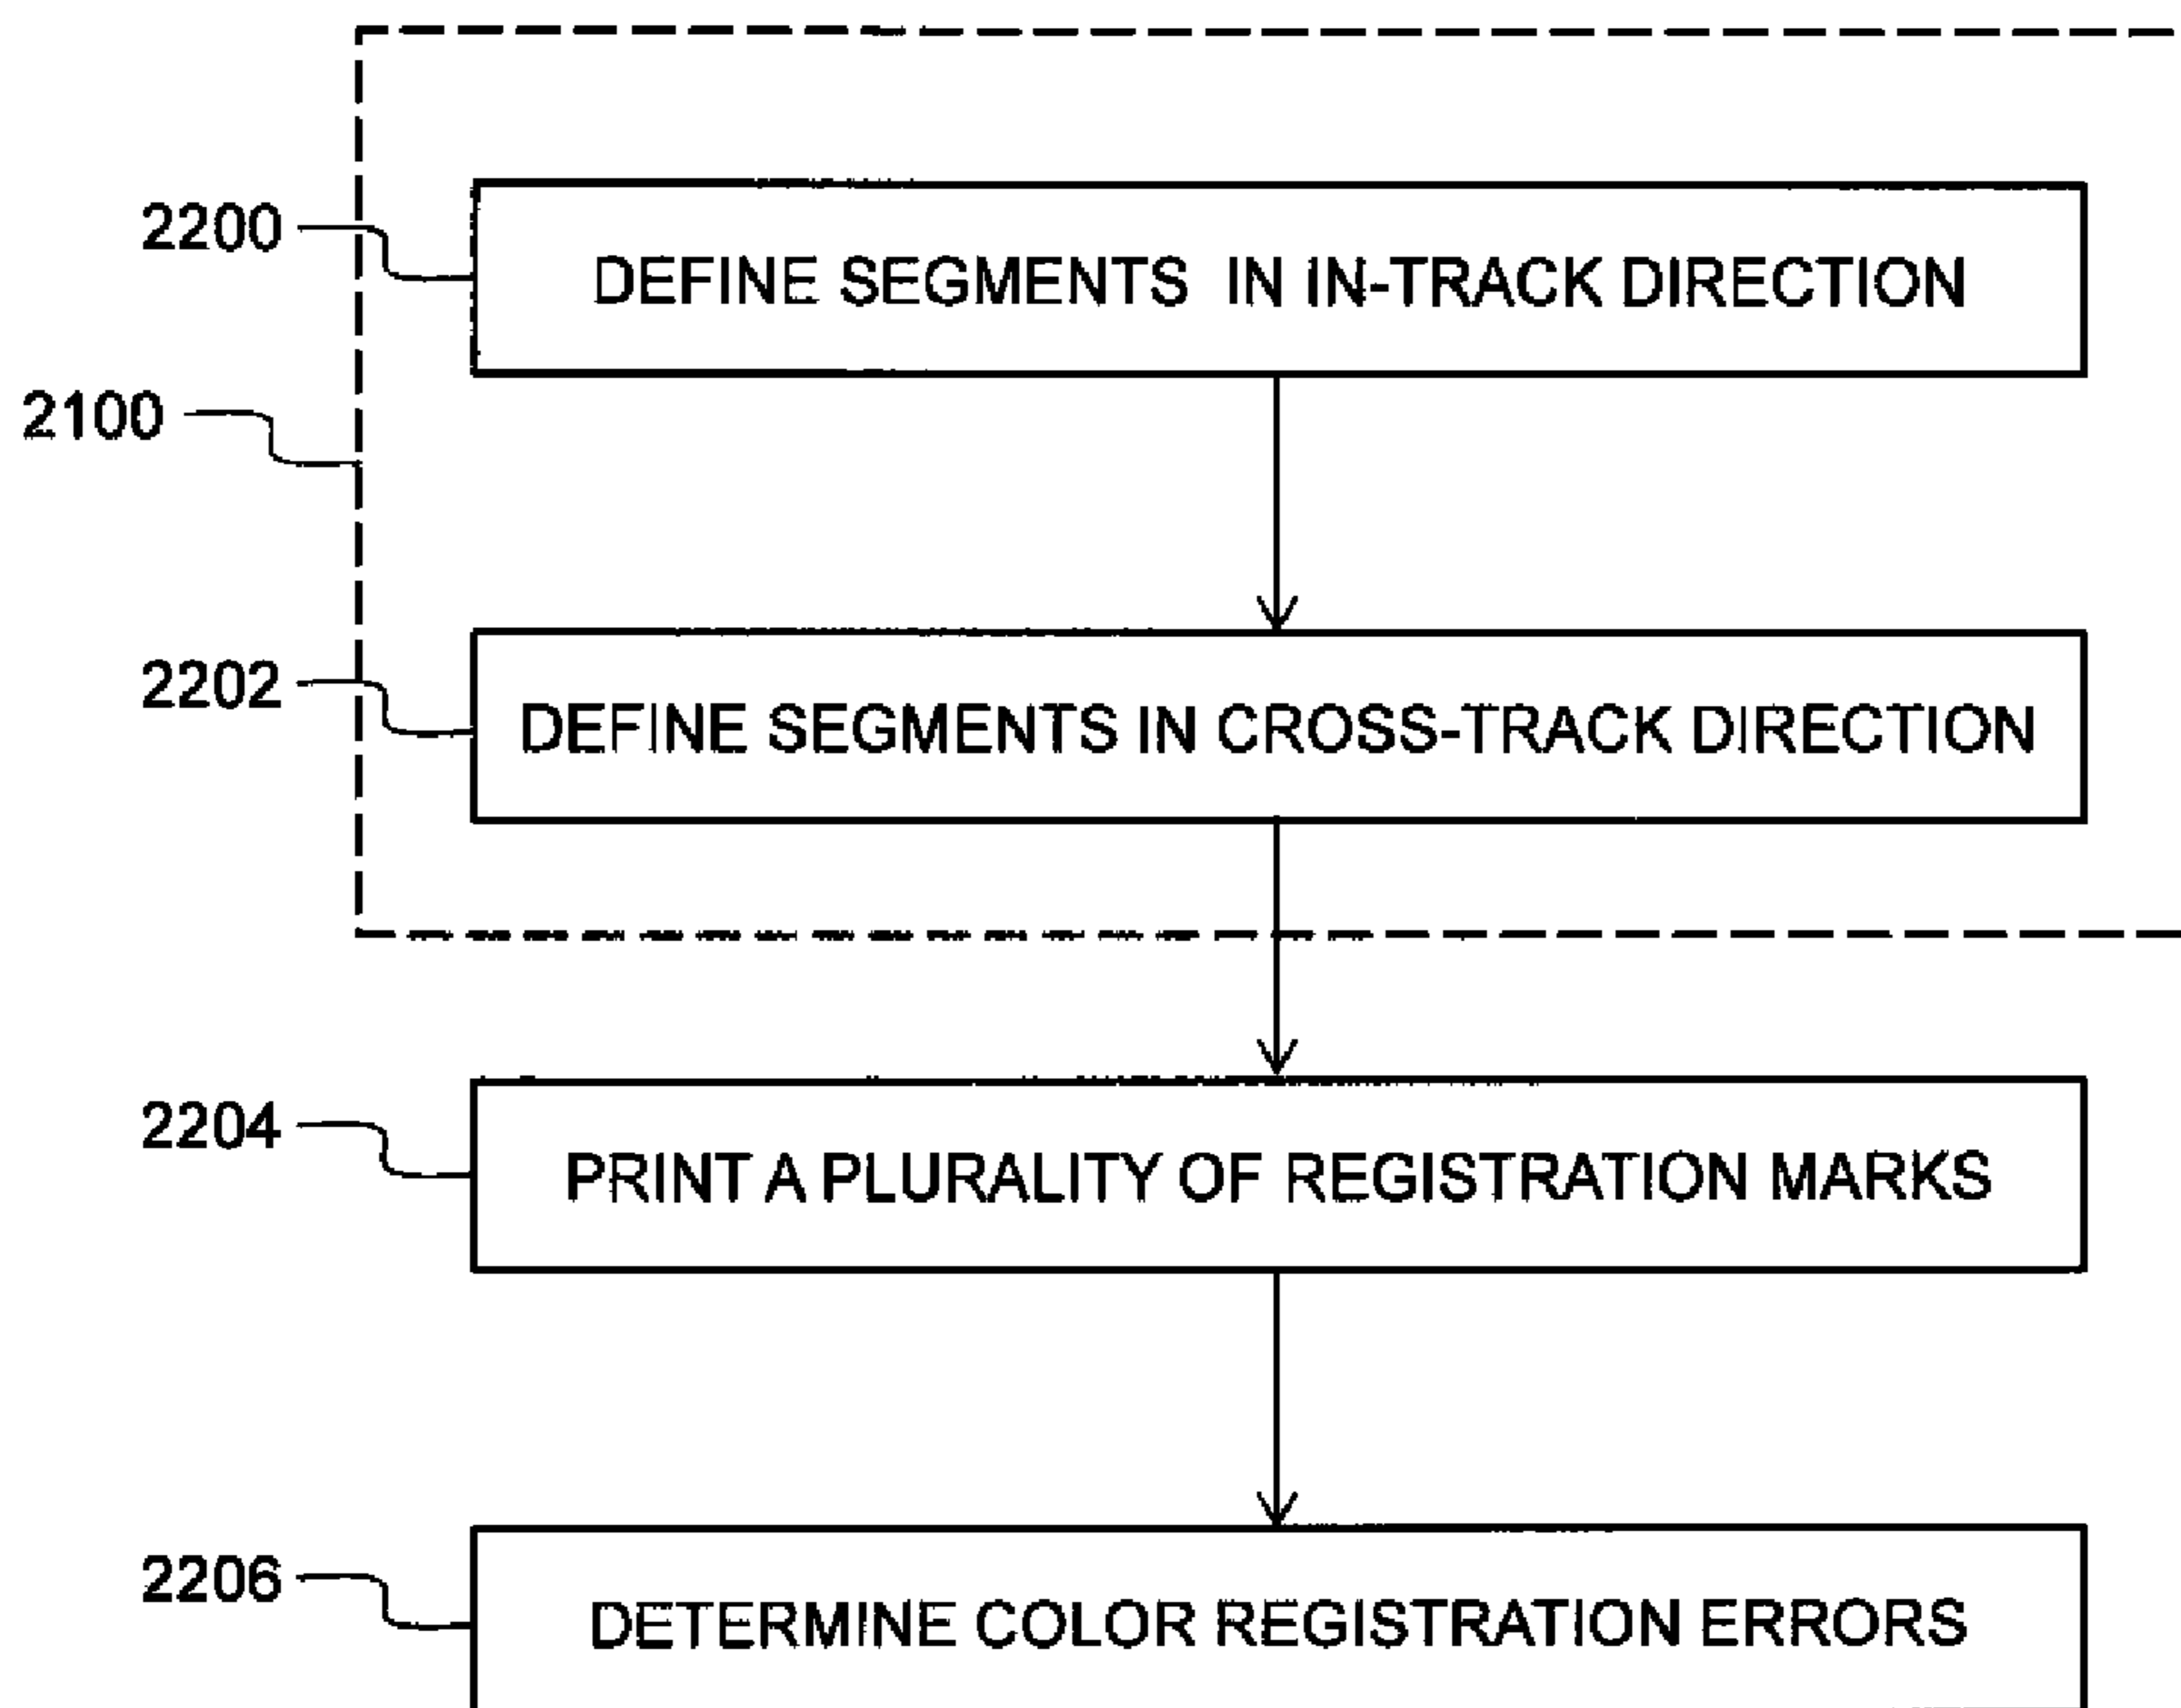 2200
DEFINE SEGMENTS IN IN-TRACK DIRECTION
2100
2202
DEFINE SEGMENTS IN CROSS-TRACK DIRECTION
2204
PRINT A PLURALITY OF REGISTRATION MARKS
2206
DETERMINE COLOR REGISTRATION ERRORS